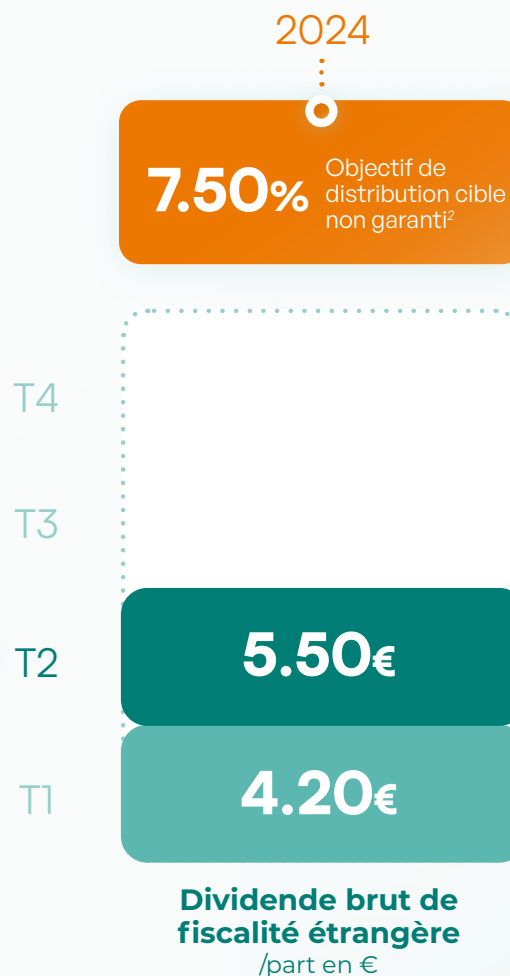 2024
7.50% Objectif de
distribution cible
non garanti²
T4
T3
T2 5.50€
T1 4.20€
Dividende brut de
fiscalité étrangère
/part en €